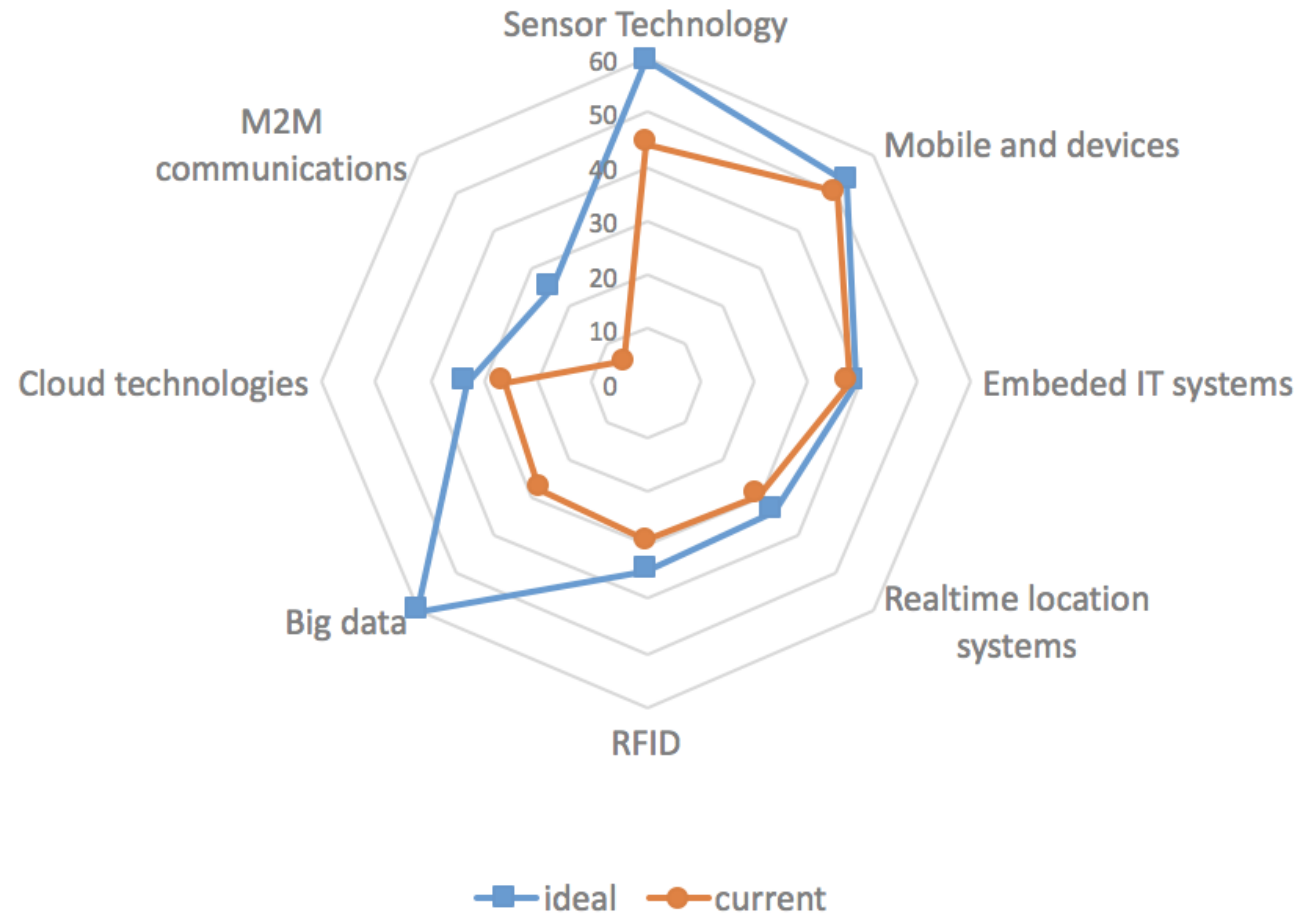 Sensor Technology
60
50
40
30
20
10
0
Mobile and devices
Embeded IT systems
Realtime location
systems
RFID
Big data
Cloud technologies
M2M
communications
ideal
current